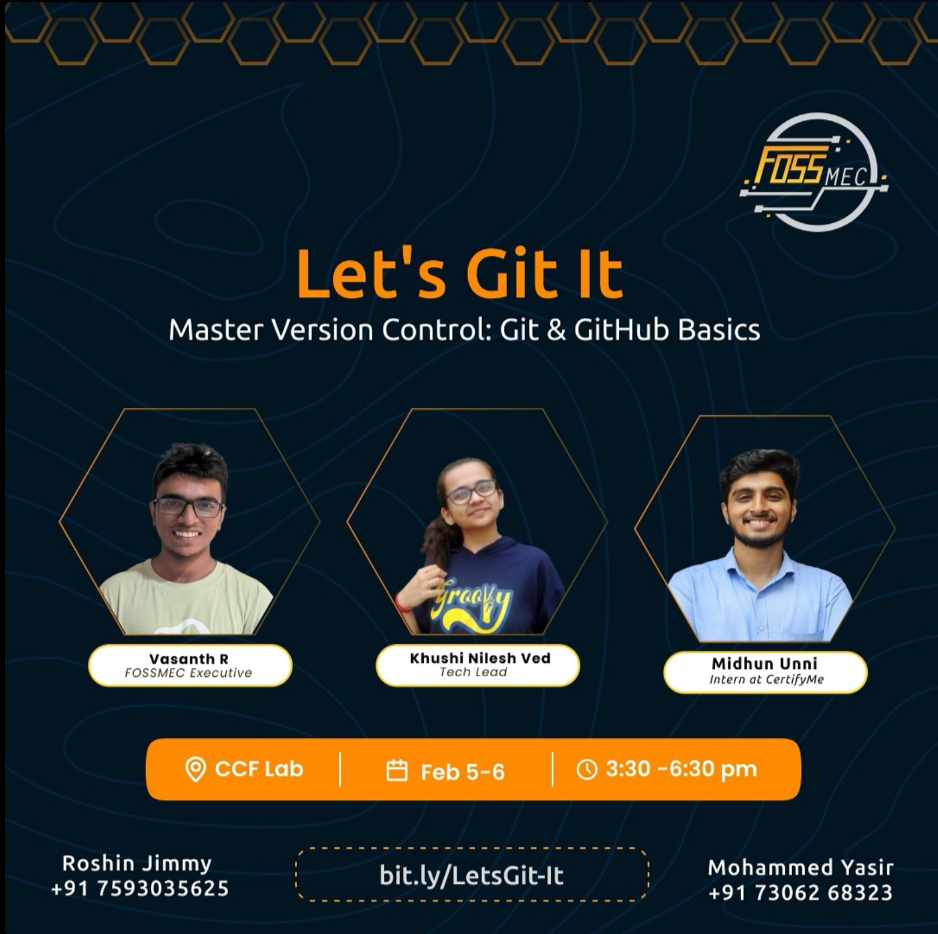 FOSS MEC
Let's Git It
Master Version Control: Git & GitHub Basics
groovy
Vasanth R
FOSSMEC Executive
Khushi Nilesh Ved
Tech Lead
Midhun Unni
Intern at CertifyMe
CCF Lab
Feb 5-6
3:30 -6:30 pm
Roshin Jimmy
+91 7593035625
bit.ly/LetsGit-It
Mohammed Yasir
+91 73062 68323